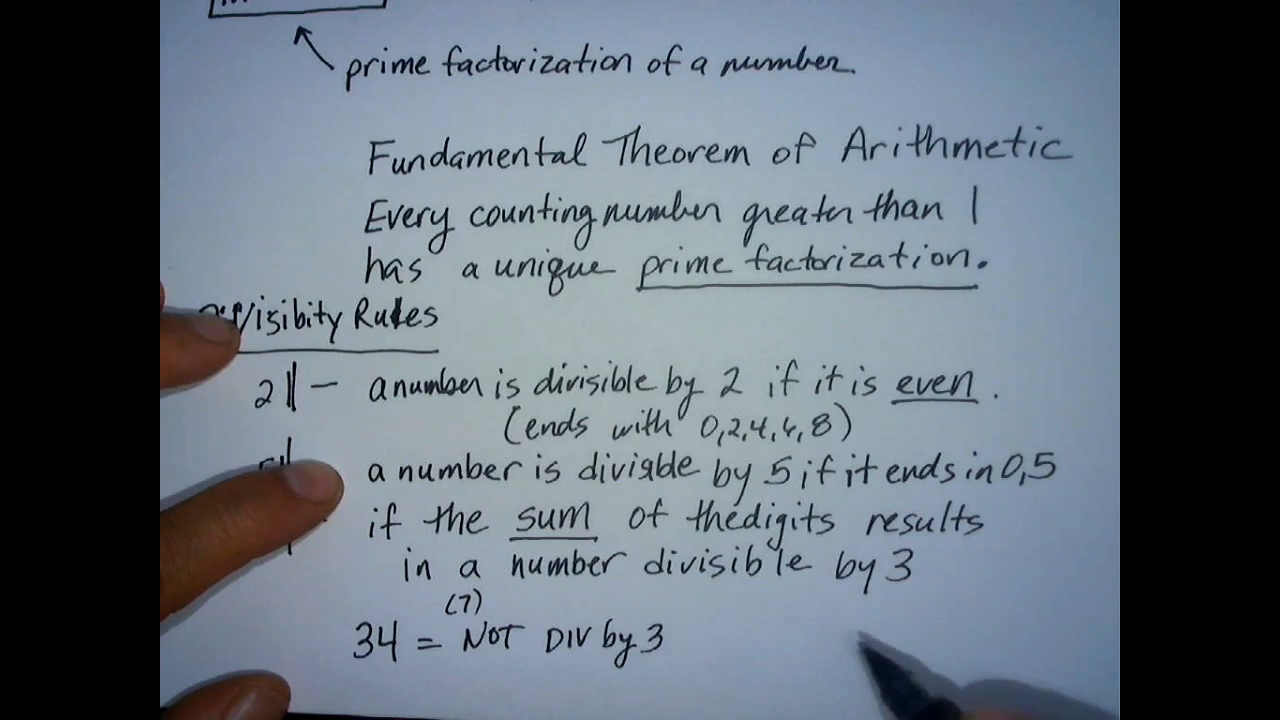 prime factorization of a number.
Fundamental Theorem of Arithmetic
Every counting number greater than 1
has a unique prime factorization.
Rules
2 - a number is divisible by 2 if it is even.
(ends with 0,2,4,6,8)
a number is divisible by 5 if it ends in 0,5
if the sum of the digits results
in a number divisible by 3
(7)
34 = NOT DIV by 3